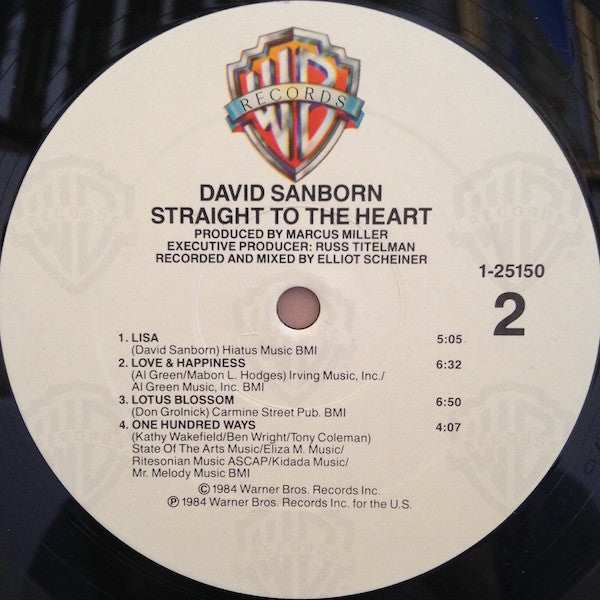 WB
RECORDS
DAVID SANBORN
STRAIGHT TO THE HEART
PRODUCED BY MARCUS MILLER
EXECUTIVE PRODUCER: RUSS TITELMAN
RECORDED AND MIXED BY ELLIOT SCHEINER
1-25150
2
1. LISA 5:05
(David Sanborn) Hiatus Music BMI
2. LOVE & HAPPINESS 6:32
(Al Green/Mabon L. Hodges) Irving Music, Inc./
Al Green Music, Inc. BMI
3. LOTUS BLOSSOM 6:50
(Don Grolnick) Carmine Street Pub. BMI
4. ONE HUNDRED WAYS 4:07
(Kathy Wakefield/Ben Wright/Tony Coleman)
State Of The Arts Music/Eliza M. Music/
Ritesonian Music ASCAP/Kidada Music/
Mr. Melody Music BMI
© 1984 Warner Bros. Records Inc.
℗ 1984 Warner Bros. Records Inc. for the U.S.